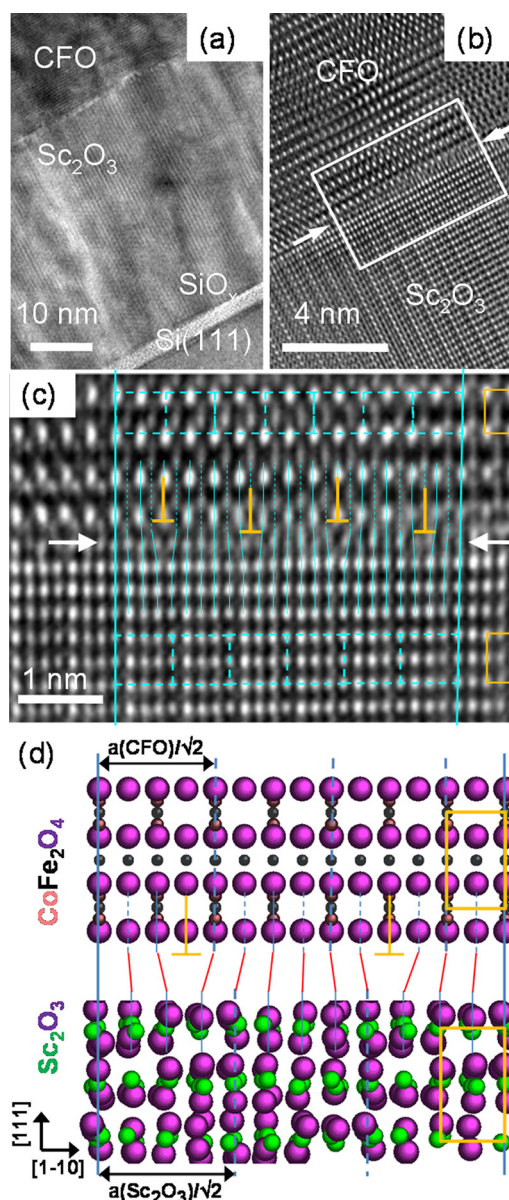 (a)
CFO
Sc2O3
SiOx
10 nm
Si(111)
(b)
CFO
Sc2O3
4 nm
(c)
1 nm
(d)
a(CFO)/√2
CoFe2O4
Sc2O3
[111]
[1-10]
a(Sc2O3)/√2